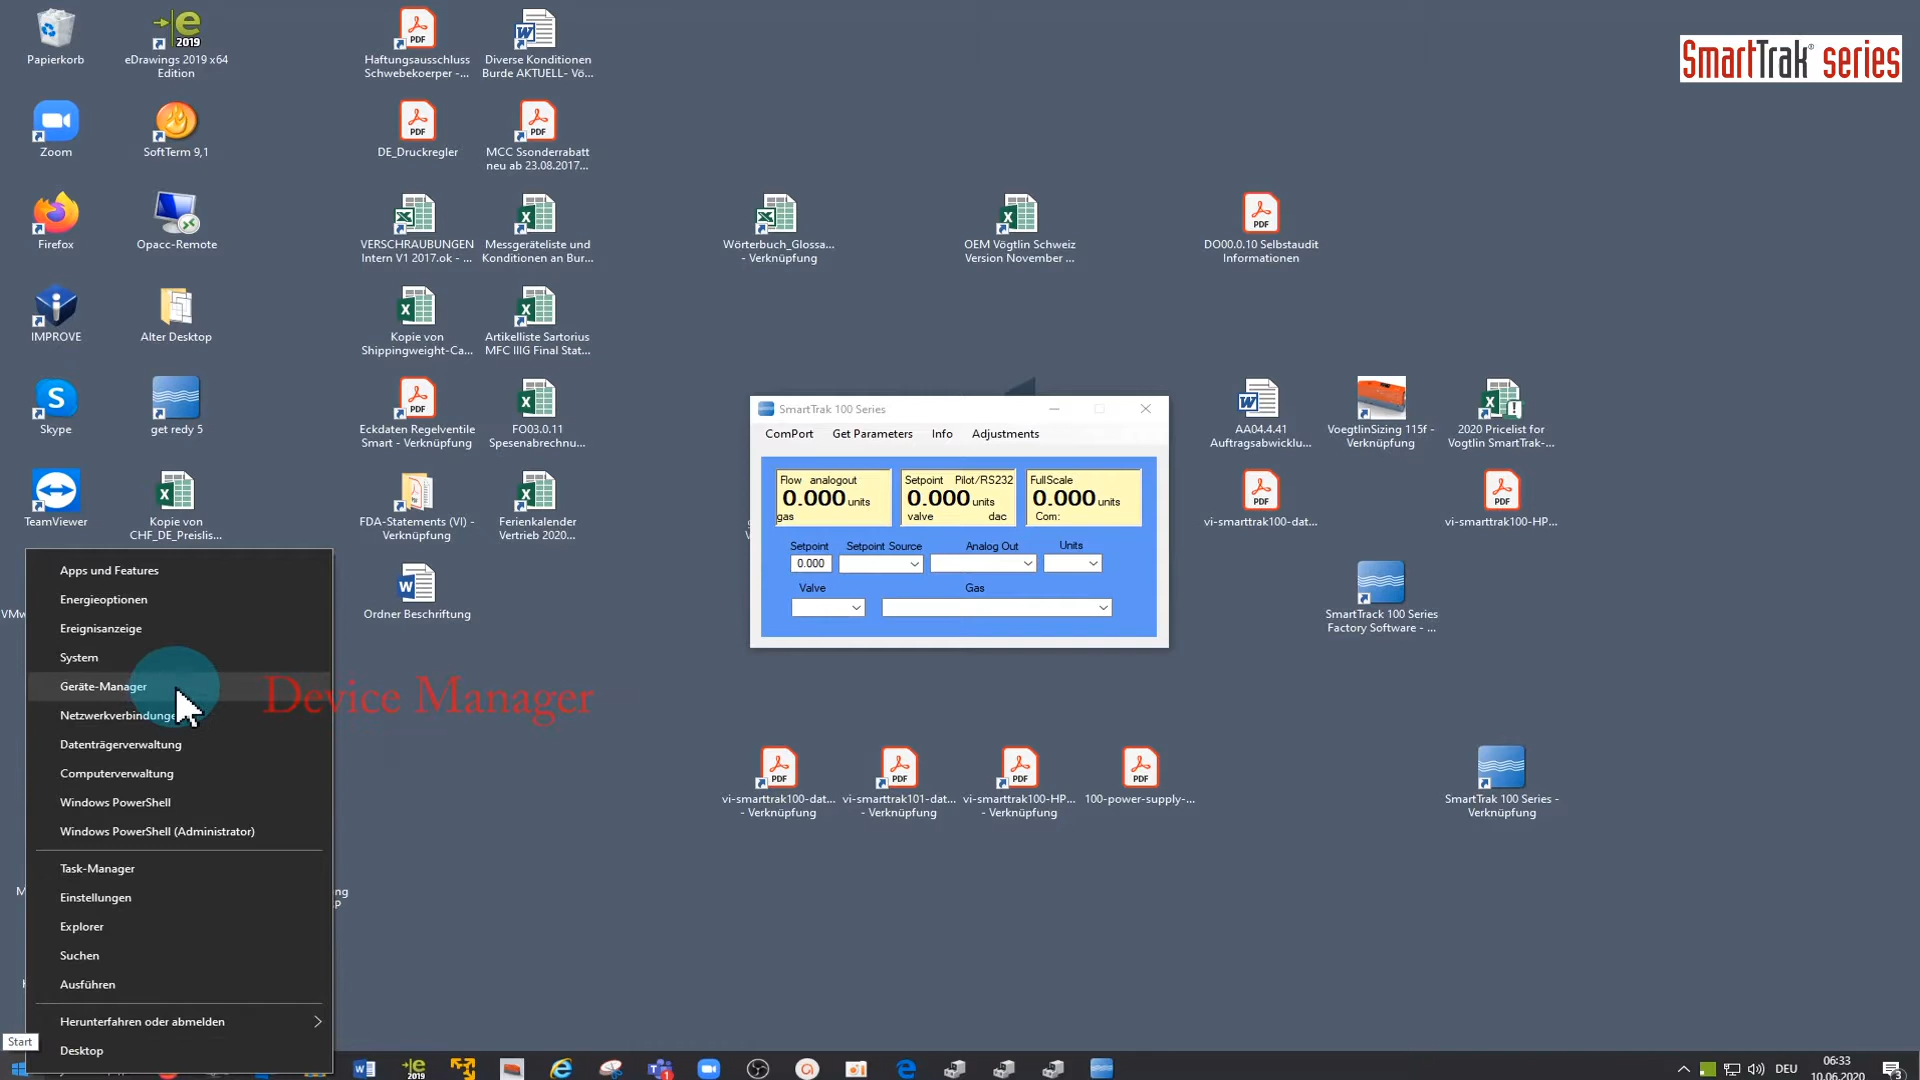 Papierkorb
eDrawings 2019 x64
Edition
2019
Haftungsausschluss
Schwebekoerper -...
Diverse Konditionen
Burde AKTUELL- Vö...
SmartTrak® series
Zoom
SoftTerm 9,1
DE_Druckregler
MCC Ssonderrabatt
neu ab 23.08.2017...
Firefox
Opacc-Remote
VERSCHRAUBUNGEN
Intern V1 2017.ok - ...
Messgeräteliste und
Konditionen an Bur...
Wörterbuch_Glossa...
- Verknüpfung
OEM Vögtlin Schweiz
Version November ...
DO00.0.10 Selbstaudit
Informationen
IMPROVE
Alter Desktop
Kopie von
Shippingweight-Ca...
Artikelliste Sartorius
MFC IIIG Final Stat...
Skype
get redy 5
Eckdaten Regelventile
Smart - Verknüpfung
FO03.0.11
Spesenabrechnu...
AA04.4.41
Auftragsabwicklu...
VoegtlinSizing 115f -
Verknüpfung
2020 Pricelist for
Vogtlin SmartTrak-...
TeamViewer
Kopie von
CHF_DE_Preislis...
FDA-Statements (VI) -
Verknüpfung
Ferienkalender
Vertrieb 2020...
vi-smarttrak100-dat...
vi-smarttrak100-HP...
Ordner Beschriftung
SmartTrack 100 Series
Factory Software - ...
SmartTrak 100 Series
ComPort Get Parameters Info Adjustments
Flow analogout
0.000 units
gas
Setpoint Pilot/RS232
0.000 units
valve dac
FullScale
0.000 units
Com:
Setpoint Setpoint Source Analog Out Units
0.000
Valve Gas
Apps und Features
Energieoptionen
Ereignisanzeige
System
Geräte-Manager
Device Manager
Netzwerkverbindunge
Datenträgerverwaltung
Computerverwaltung
Windows PowerShell
Windows PowerShell (Administrator)
Task-Manager
Einstellungen
Explorer
Suchen
Ausführen
Herunterfahren oder abmelden
Desktop
Start
vi-smarttrak100-dat...
- Verknüpfung
vi-smarttrak101-dat...
- Verknüpfung
vi-smarttrak100-HP...
- Verknüpfung
100-power-supply-...
SmartTrak 100 Series -
Verknüpfung
2019
DEU
06:33
10.06.2020
3